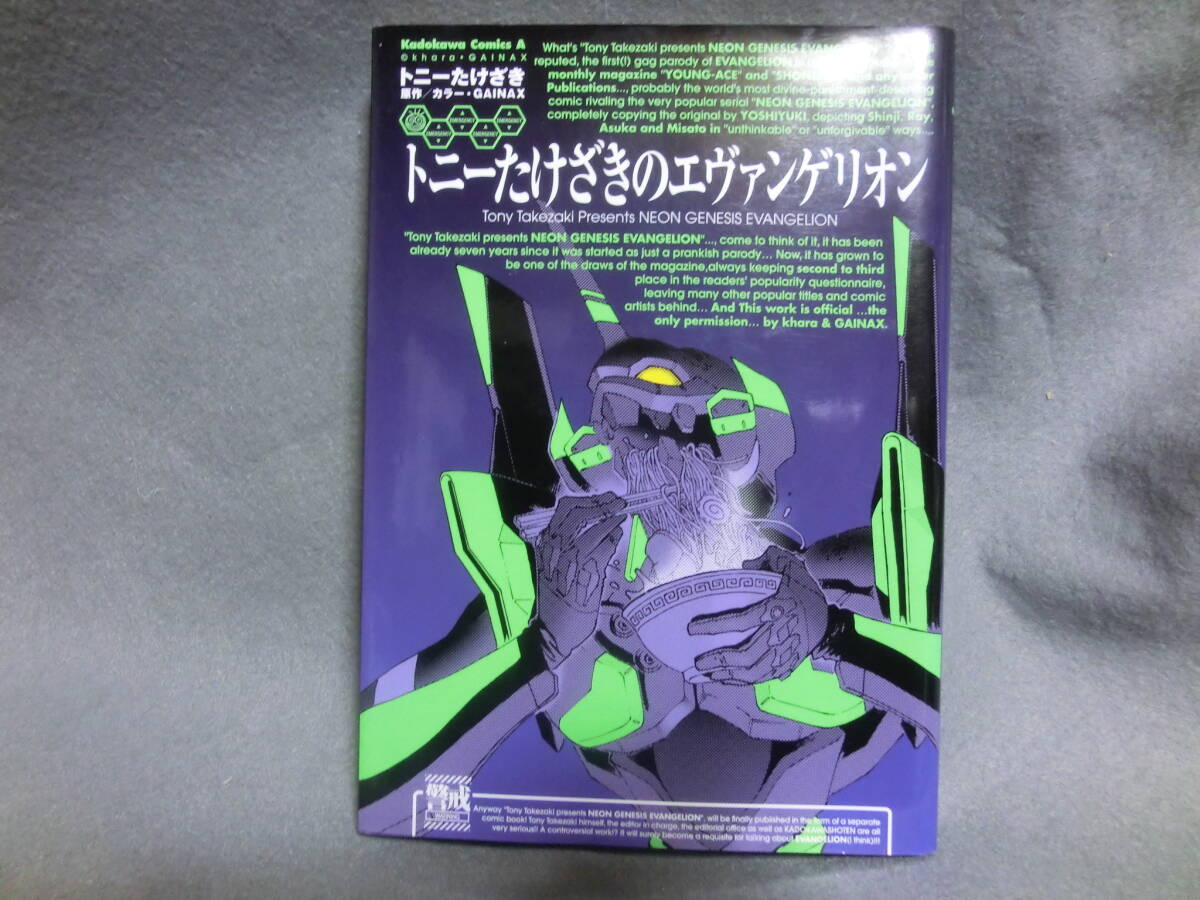 Kadokawa Comics A
©khara・GAINAX
トニーたけざき
原作／カラー・GAINAX
EMERGENCY
EMERGENCY
EMERGENCY
EMERGENCY
What's "Tony Takezaki presents NEON GENESIS
reputed, the first(!) gag parody of EVANGELION
monthly magazine "YOUNG-ACE" and
Publications..., probably the world's most
comic rivaling the very popular serial "NEON GENESIS EVANGELION",
completely copying the original by YOSHIYUKI, depicting Shinji, Ray,
Asuka and Misato in "unthinkable" or "unforgivable" ways....
トニーたけざきのエヴァンゲリオン
Tony Takezaki Presents NEON GENESIS EVANGELION
"Tony Takezaki presents NEON GENESIS EVANGELION"..., come to think of it, it has been
already seven years since it was started as just a prankish parody... Now, it has grown to
be one of the draws of the magazine,always keeping second to third
place in the readers' popularity questionnaire,
leaving many other popular titles and comic
artists behind... And This work is official ...the
only permission... by khara & GAINAX.
警戒
WARNING
Anyway "Tony Takezaki presents NEON GENESIS EVANGELION", will be finally published in the form of a separate
comic book! Tony Takezaki himself, the editor in charge, the editorial office as well as KADOKAWASHOTEN are all
very serious!! A controversial work!? It will surely become a requisite for talking about EVANGELION(I think)!!!